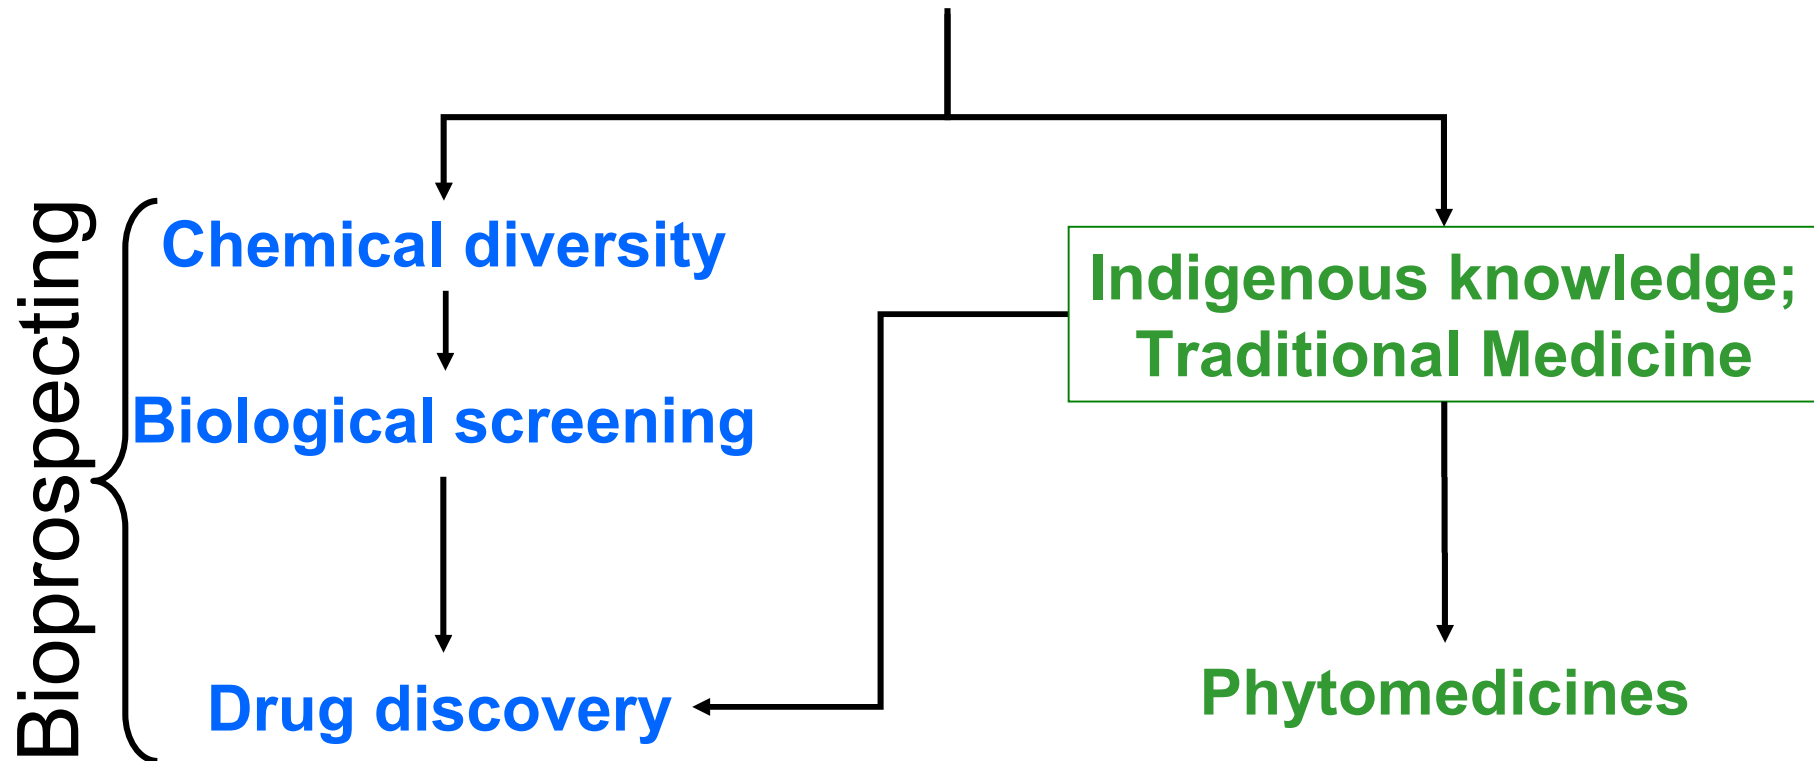 Bioprospecting
Chemical diversity
Biological screening
Drug discovery
Indigenous knowledge;
Traditional Medicine
Phytomedicines